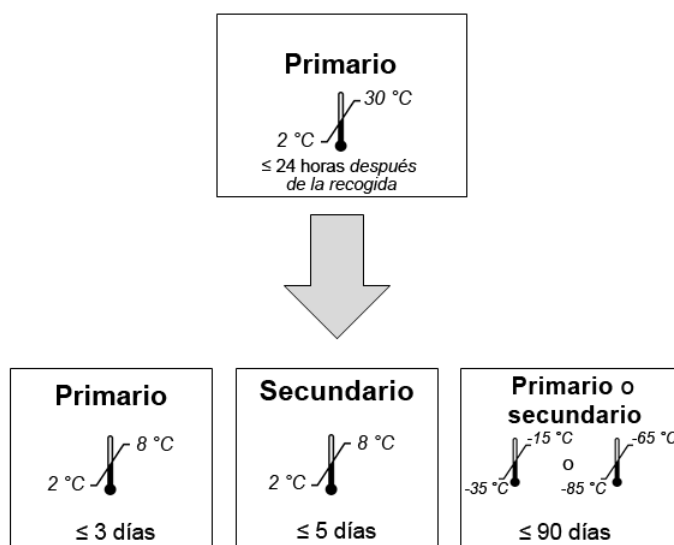 Primario
30 °C
2 °C
≤ 24 horas después
de la recogida
Primario
8 °C
2 °C
≤ 3 días
Secundario
8 °C
2 °C
≤ 5 días
Primario o
secundario
-15 °C
-35 °C
o
-65 °C
-85 °C
≤ 90 días